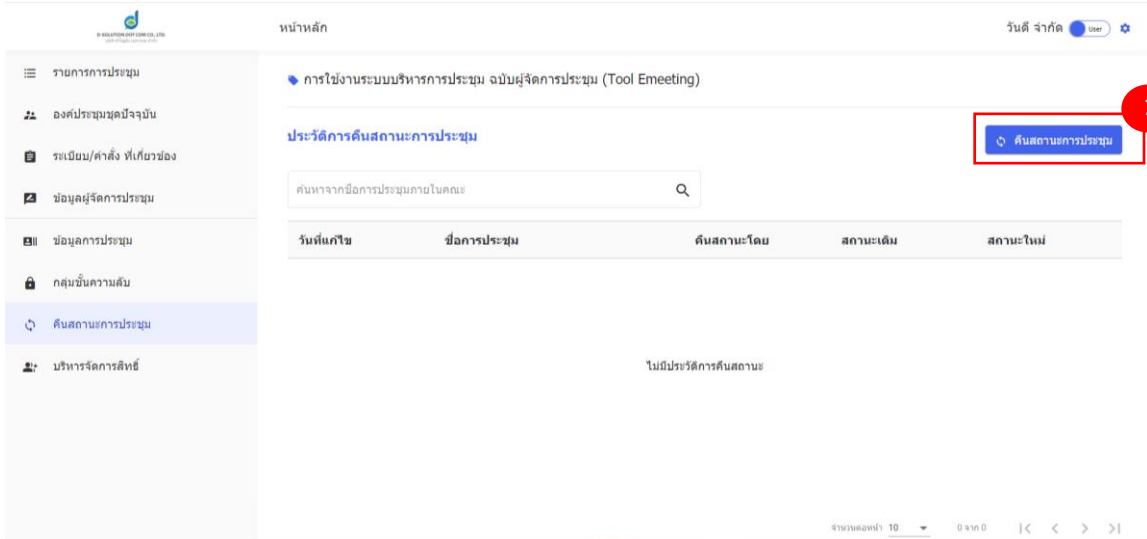 D SOLUTION DOT COM CO., LTD.
หน้าหลัก
วันดี จำกัด
User
รายการการประชุม
การใช้งานระบบบริหารการประชุม ฉบับผู้จัดการประชุม (Tool Emeeting)
องค์ประชุมชุดปัจจุบัน
ประวัติการคืนสถานะการประชุม
คืนสถานะการประชุม
ระเบียบ/คำสั่ง ที่เกี่ยวข้อง
ค้นหาจากชื่อการประชุมภายในคณะ
ข้อมูลผู้จัดการประชุม
ข้อมูลการประชุม
วันที่แก้ไข ชื่อการประชุม คืนสถานะโดย สถานะเดิม สถานะใหม่
กลุ่มชั้นความลับ
คืนสถานะการประชุม
บริหารจัดการสิทธิ์
ไม่มีประวัติการคืนสถานะ
จำนวนต่อหน้า 10 0 จาก 0